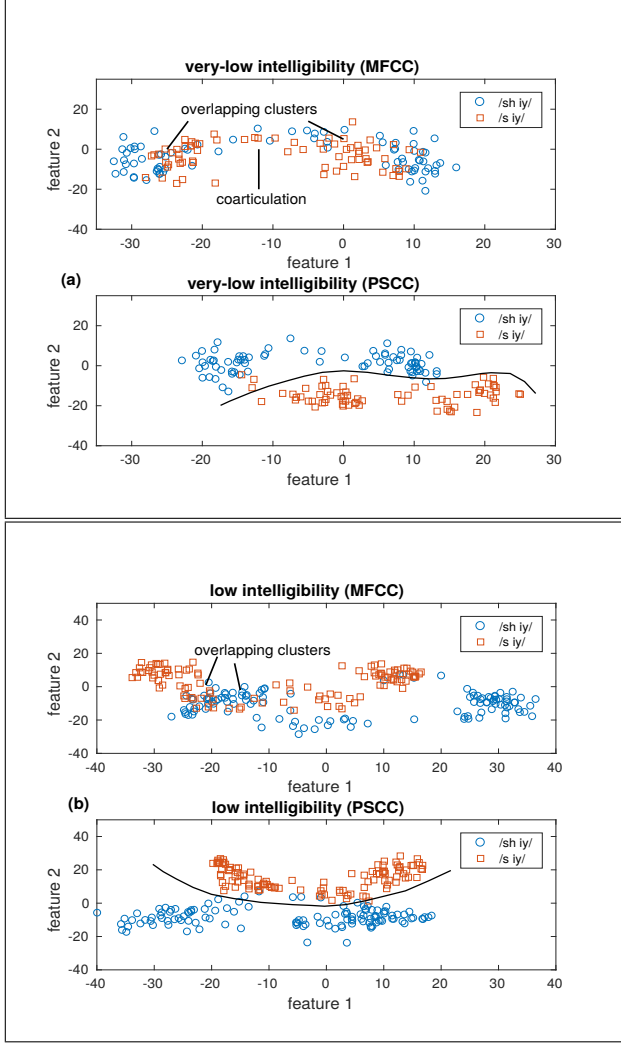 very-low intelligibility (MFCC)
overlapping clusters
coarticulation
/sh iy/
/s iy/
20
0
-20
-40
feature 2
-30 -20 -10 0 10 20 30
feature 1
(a)
very-low intelligibility (PSCC)
/sh iy/
/s iy/
20
0
-20
-40
feature 2
-30 -20 -10 0 10 20 30
feature 1
low intelligibility (MFCC)
overlapping clusters
/sh iy/
/s iy/
40
20
0
-20
-40
feature 2
-40 -30 -20 -10 0 10 20 30 40
feature 1
(b)
low intelligibility (PSCC)
/sh iy/
/s iy/
40
20
0
-20
-40
feature 2
-40 -30 -20 -10 0 10 20 30 40
feature 1